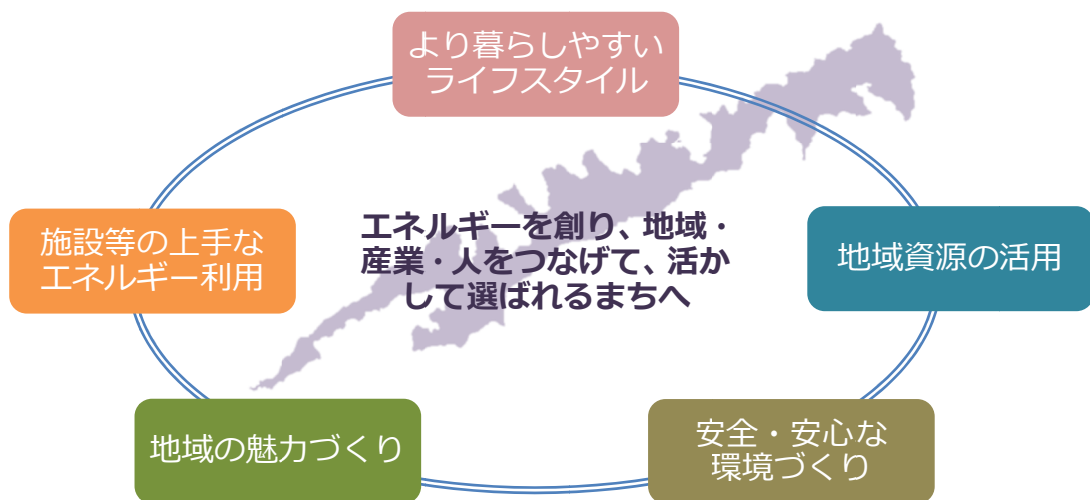 より暮らしやすい
ライフスタイル
施設等の上手な
エネルギー利用
エネルギーを創り、地域・
産業・人をつなげて、活か
して選ばれるまちへ
地域資源の活用
地域の魅力づくり
安全・安心な
環境づくり